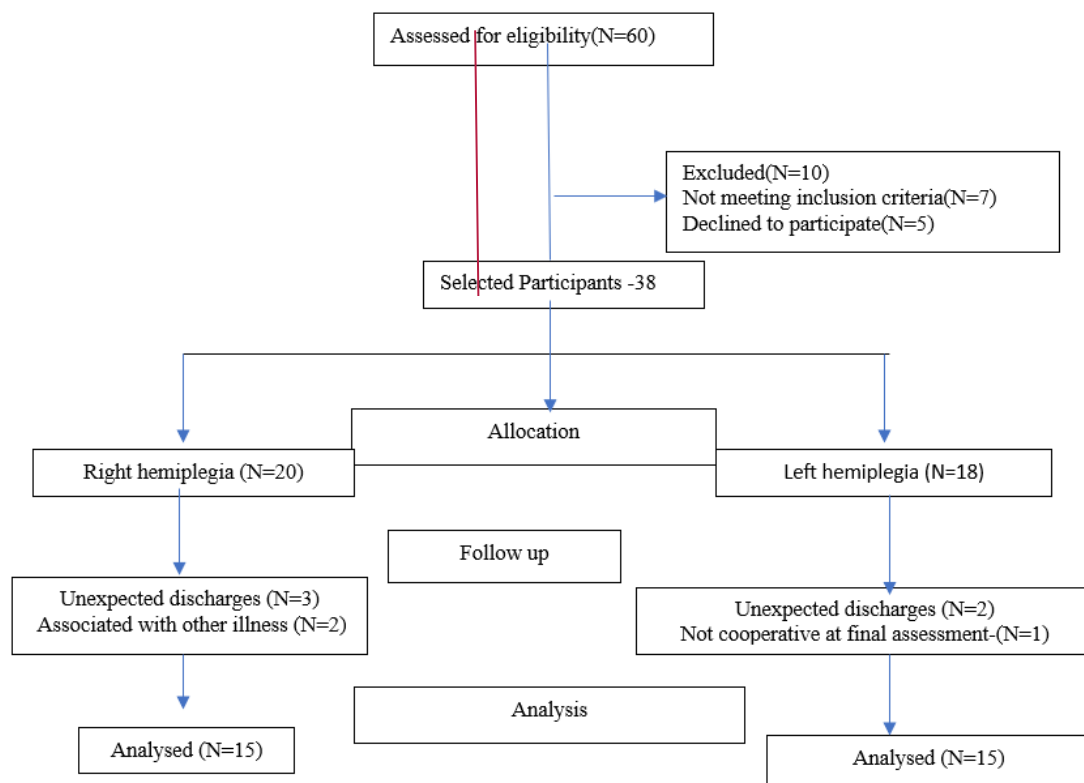 Assessed for eligibility(N=60)
Excluded(N=10)
Not meeting inclusion criteria(N=7)
Declined to participate(N=5)
Selected Participants -38
Allocation
Right hemiplegia (N=20)
Left hemiplegia (N=18)
Follow up
Unexpected discharges (N=3)
Associated with other illness (N=2)
Unexpected discharges (N=2)
Not cooperative at final assessment-(N=1)
Analysis
Analysed (N=15)
Analysed (N=15)